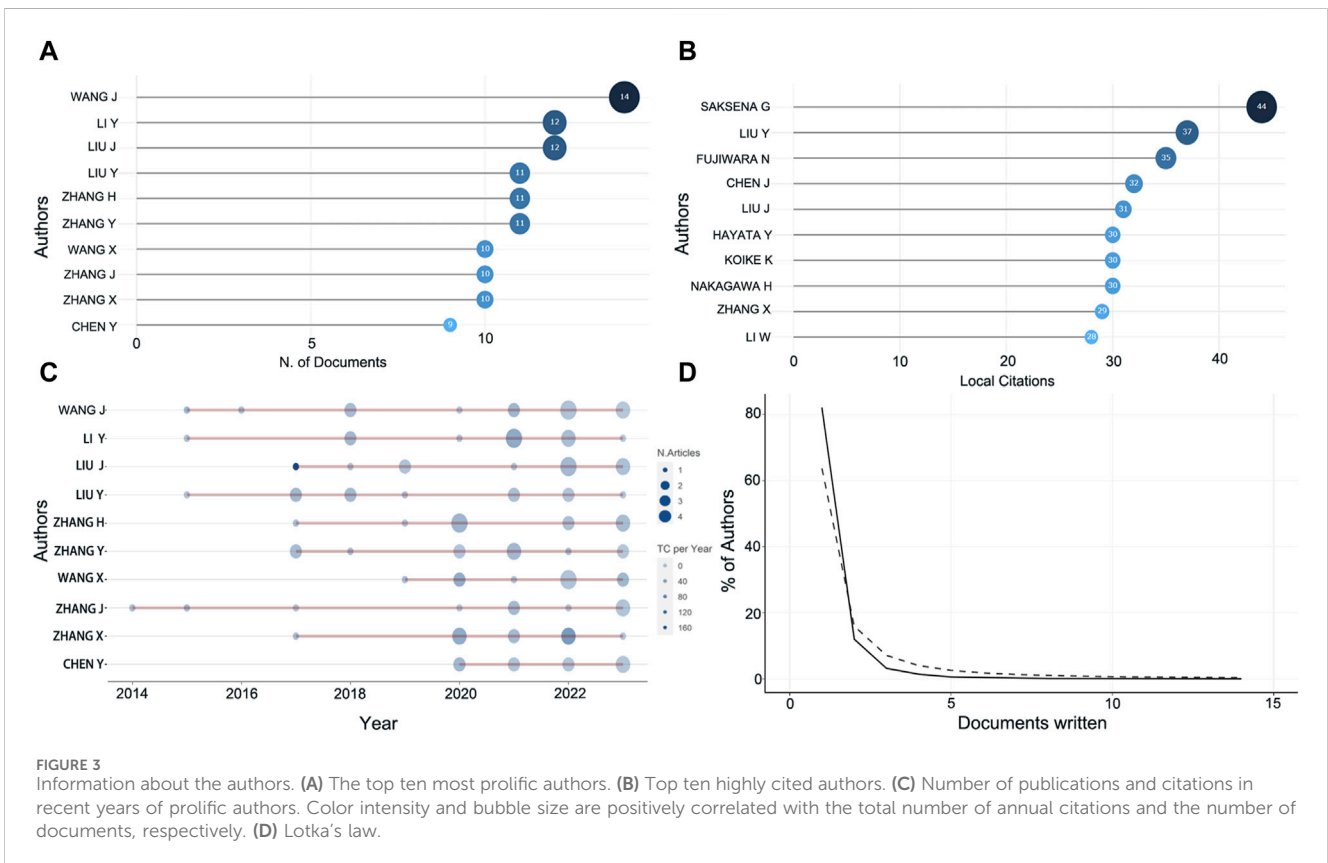 A
WANG J
LI Y
LIU J
LIU Y
ZHANG H
ZHANG Y
WANG X
ZHANG J
ZHANG X
CHEN Y
Authors
14
12
12
11
11
11
10
10
10
9
0
5
10
N. of Documents
B
SAKSENA G
LIU Y
FUJIWARA N
CHEN J
LIU J
HAYATA Y
KOIKE K
NAKAGAWA H
ZHANG X
LI W
Authors
44
37
35
32
31
30
30
30
29
28
0
10
20
30
40
Local Citations
C
WANG J
LI Y
LIU J
LIU Y
ZHANG H
ZHANG Y
WANG X
ZHANG J
ZHANG X
CHEN Y
Authors
2014
2016
2018
2020
2022
Year
N.Articles
1
2
3
4
TC per Year
0
40
80
120
160
D
80
60
40
20
0
% of Authors
0
5
10
15
Documents written
FIGURE 3
Information about the authors. (A) The top ten most prolific authors. (B) Top ten highly cited authors. (C) Number of publications and citations in
recent years of prolific authors. Color intensity and bubble size are positively correlated with the total number of annual citations and the number of
documents, respectively. (D) Lotka’s law.